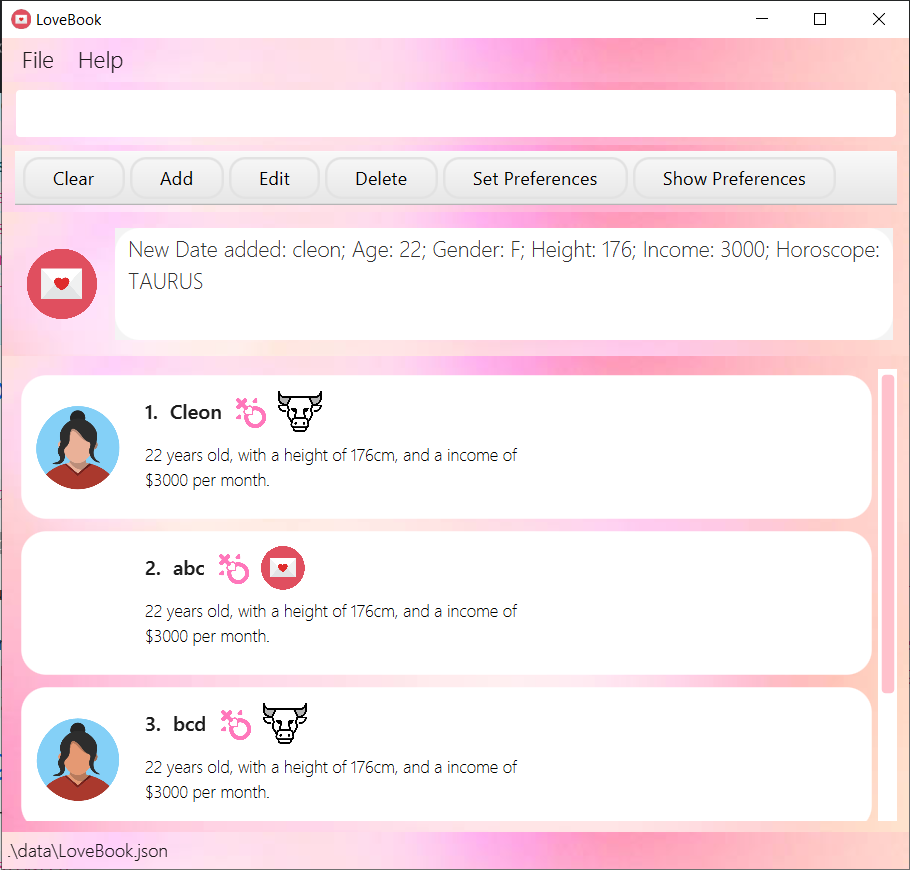 LoveBook
File Help
Clear Add Edit Delete Set Preferences Show Preferences
New Date added: cleon; Age: 22; Gender: F; Height: 176; Income: 3000; Horoscope:
TAURUS
1. Cleon
22 years old, with a height of 176cm, and a income of
$3000 per month.
2. abc
22 years old, with a height of 176cm, and a income of
$3000 per month.
3. bcd
22 years old, with a height of 176cm, and a income of
$3000 per month.
.\data\LoveBook.json